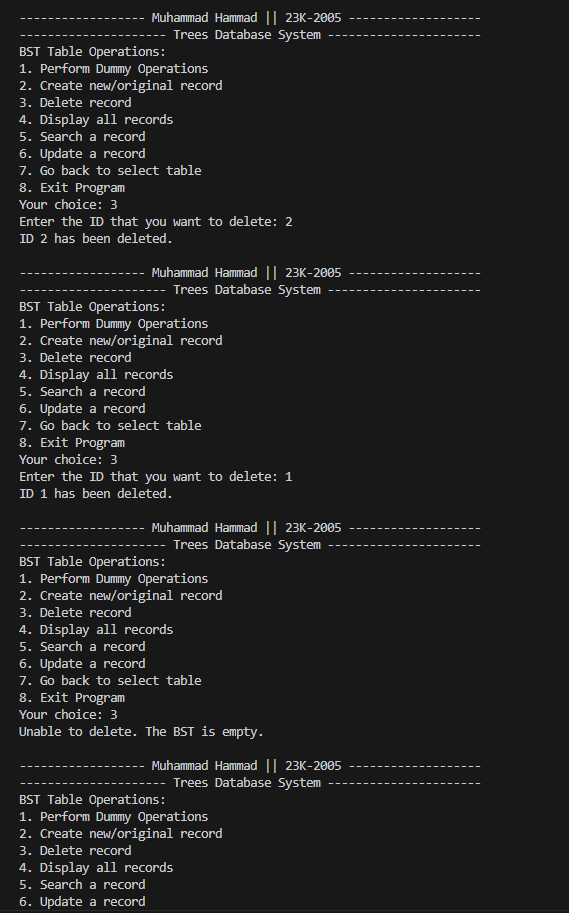 ------------------ Muhammad Hammad || 23K-2005 -------------------
--------------------- Trees Database System ----------------------
BST Table Operations:
1. Perform Dummy Operations
2. Create new/original record
3. Delete record
4. Display all records
5. Search a record
6. Update a record
7. Go back to select table
8. Exit Program
Your choice: 3
Enter the ID that you want to delete: 2
ID 2 has been deleted.
------------------ Muhammad Hammad || 23K-2005 -------------------
--------------------- Trees Database System ----------------------
BST Table Operations:
1. Perform Dummy Operations
2. Create new/original record
3. Delete record
4. Display all records
5. Search a record
6. Update a record
7. Go back to select table
8. Exit Program
Your choice: 3
Enter the ID that you want to delete: 1
ID 1 has been deleted.
------------------ Muhammad Hammad || 23K-2005 -------------------
--------------------- Trees Database System ----------------------
BST Table Operations:
1. Perform Dummy Operations
2. Create new/original record
3. Delete record
4. Display all records
5. Search a record
6. Update a record
7. Go back to select table
8. Exit Program
Your choice: 3
Unable to delete. The BST is empty.
------------------ Muhammad Hammad || 23K-2005 -------------------
--------------------- Trees Database System ----------------------
BST Table Operations:
1. Perform Dummy Operations
2. Create new/original record
3. Delete record
4. Display all records
5. Search a record
6. Update a record